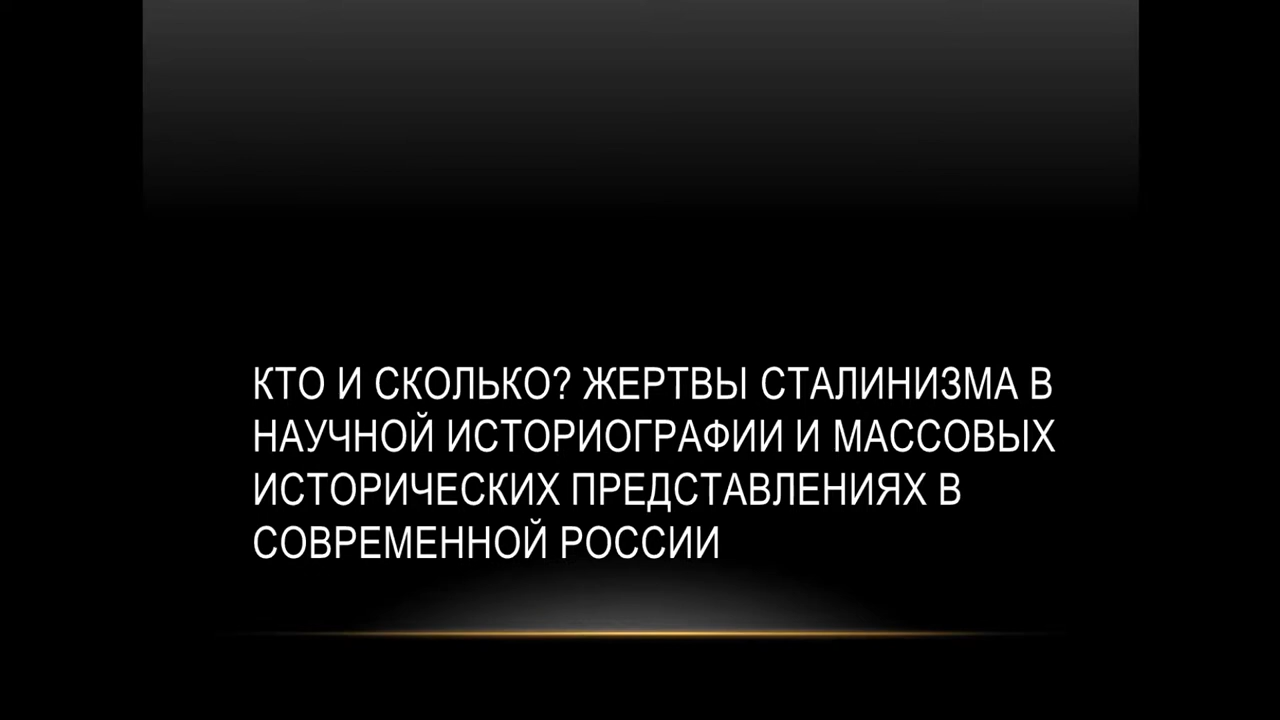 КТО И СКОЛЬКО? ЖЕРТВЫ СТАЛИНИЗМА В
НАУЧНОЙ ИСТОРИОГРАФИИ И МАССОВЫХ
ИСТОРИЧЕСКИХ ПРЕДСТАВЛЕНИЯХ В
СОВРЕМЕННОЙ РОССИИ